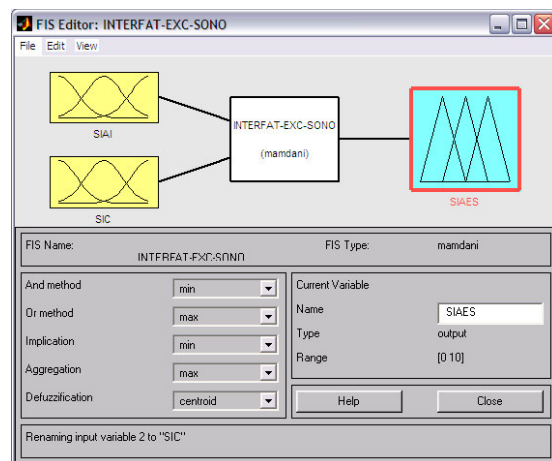 FIS Editor: INTERFAT-EXC-SONO
File Edit View
SIAI
INTERFAT-EXC-SONO
(mamdani)
SIC
SIAES
FIS Name: FIS Type: mamdani
INTERFAT-EXC-SONO
And method min
Or method max
Implication min
Aggregation max
Defuzzification centroid
Current Variable
Name SIAES
Type output
Range [0 10]
Help Close
Renaming input variable 2 to "SIC"